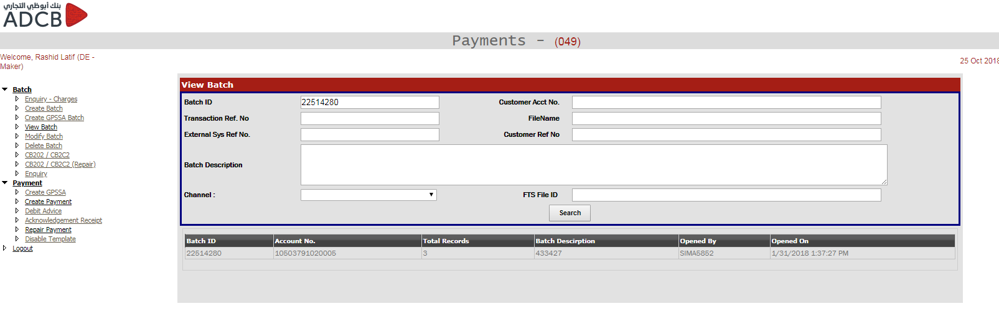 بنك أبوظبي التجاري
ADCB
Payments - (049)
Welcome, Rashid Latif (DE -
Maker)
25 Oct 2018
Batch
Enquiry - Charges
Create Batch
Create GPSSA Batch
View Batch
Modify Batch
Delete Batch
CB202 / CB2C2
CB202 / CB2C2 (Repair)
Enquiry
Payment
Create GPSSA
Create Payment
Debit Advice
Acknowledgement Receipt
Repair Payment
Disable Template
Logout
View Batch
Batch ID 22514280 Customer Acct No.
Transaction Ref. No FileName
External Sys Ref No. Customer Ref No
Batch Description
Channel : FTS File ID
Search
Batch ID Account No. Total Records Batch Descirption Opened By Opened On
22514280 10503791020005 3 433427 SIMA5852 1/31/2018 1:37:27 PM